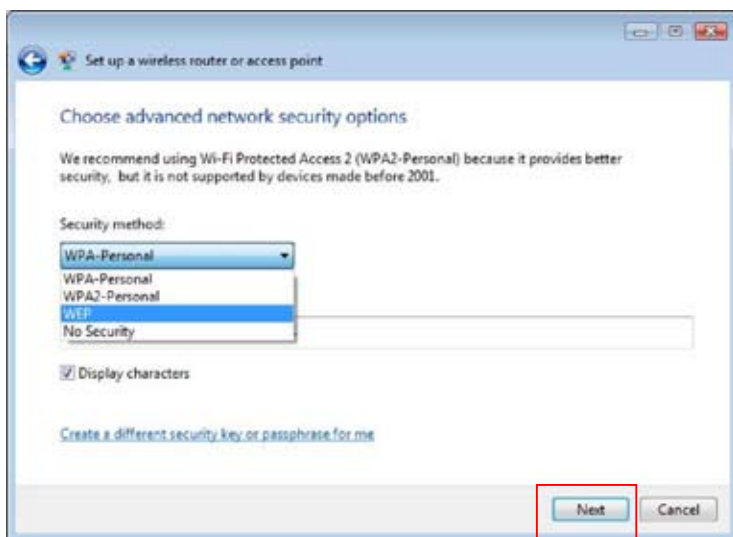 Set up a wireless router or access point
Choose advanced network security options
We recommend using Wi-Fi Protected Access 2 (WPA2-Personal) because it provides better
security, but it is not supported by devices made before 2001.
Security method:
WPA-Personal
WPA-Personal
WPA2-Personal
WEP
No Security
Display characters
Create a different security key or passphrase for me
Next
Cancel